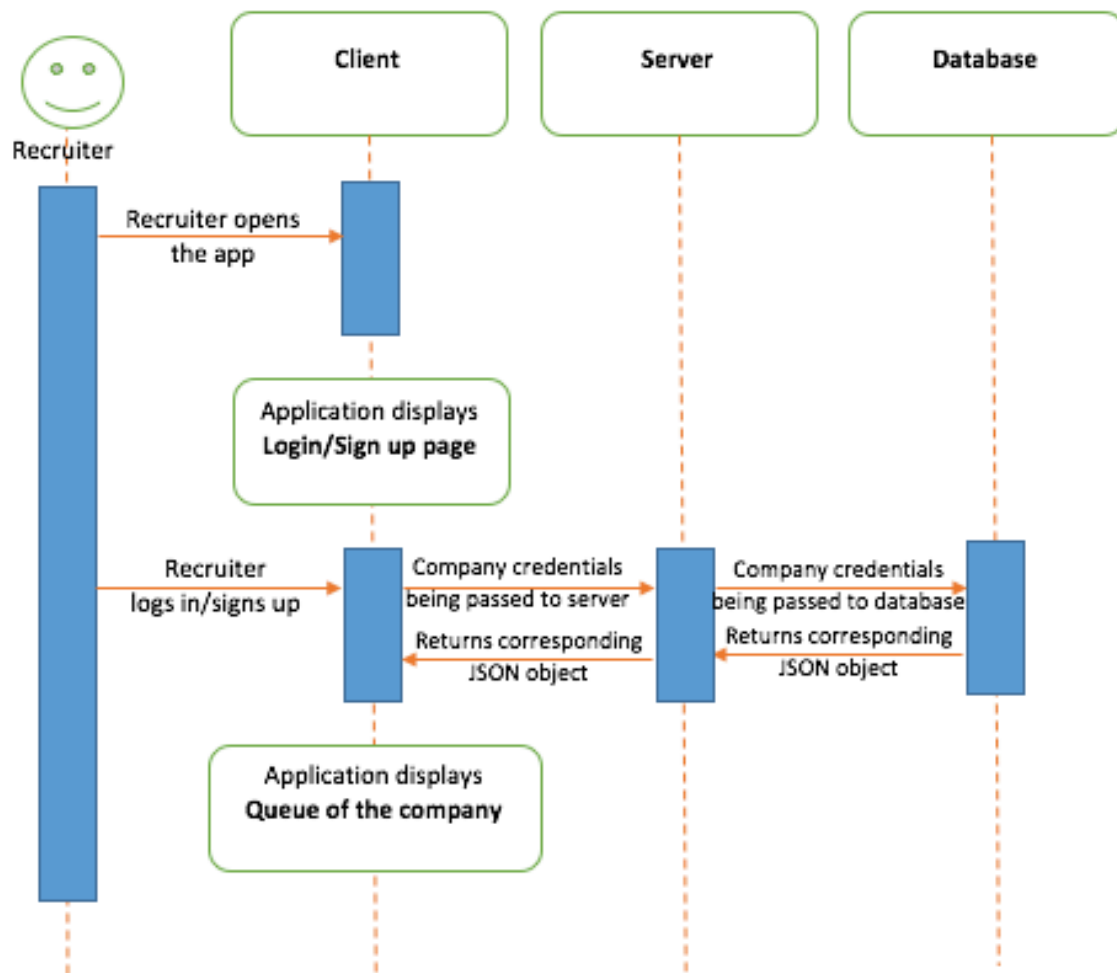 Client
Server
Database
Recruiter
Recruiter opens
the app
Application displays
Login/Sign up page
Recruiter
logs in/signs up
Company credentials
being passed to server
Company credentials
being passed to database
Returns corresponding
JSON object
Returns corresponding
JSON object
Application displays
Queue of the company